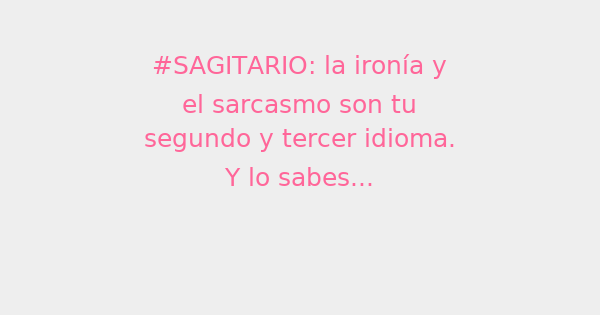 #SAGITARIO: la ironía y
el sarcasmo son tu
segundo y tercer idioma.
Y lo sabes...